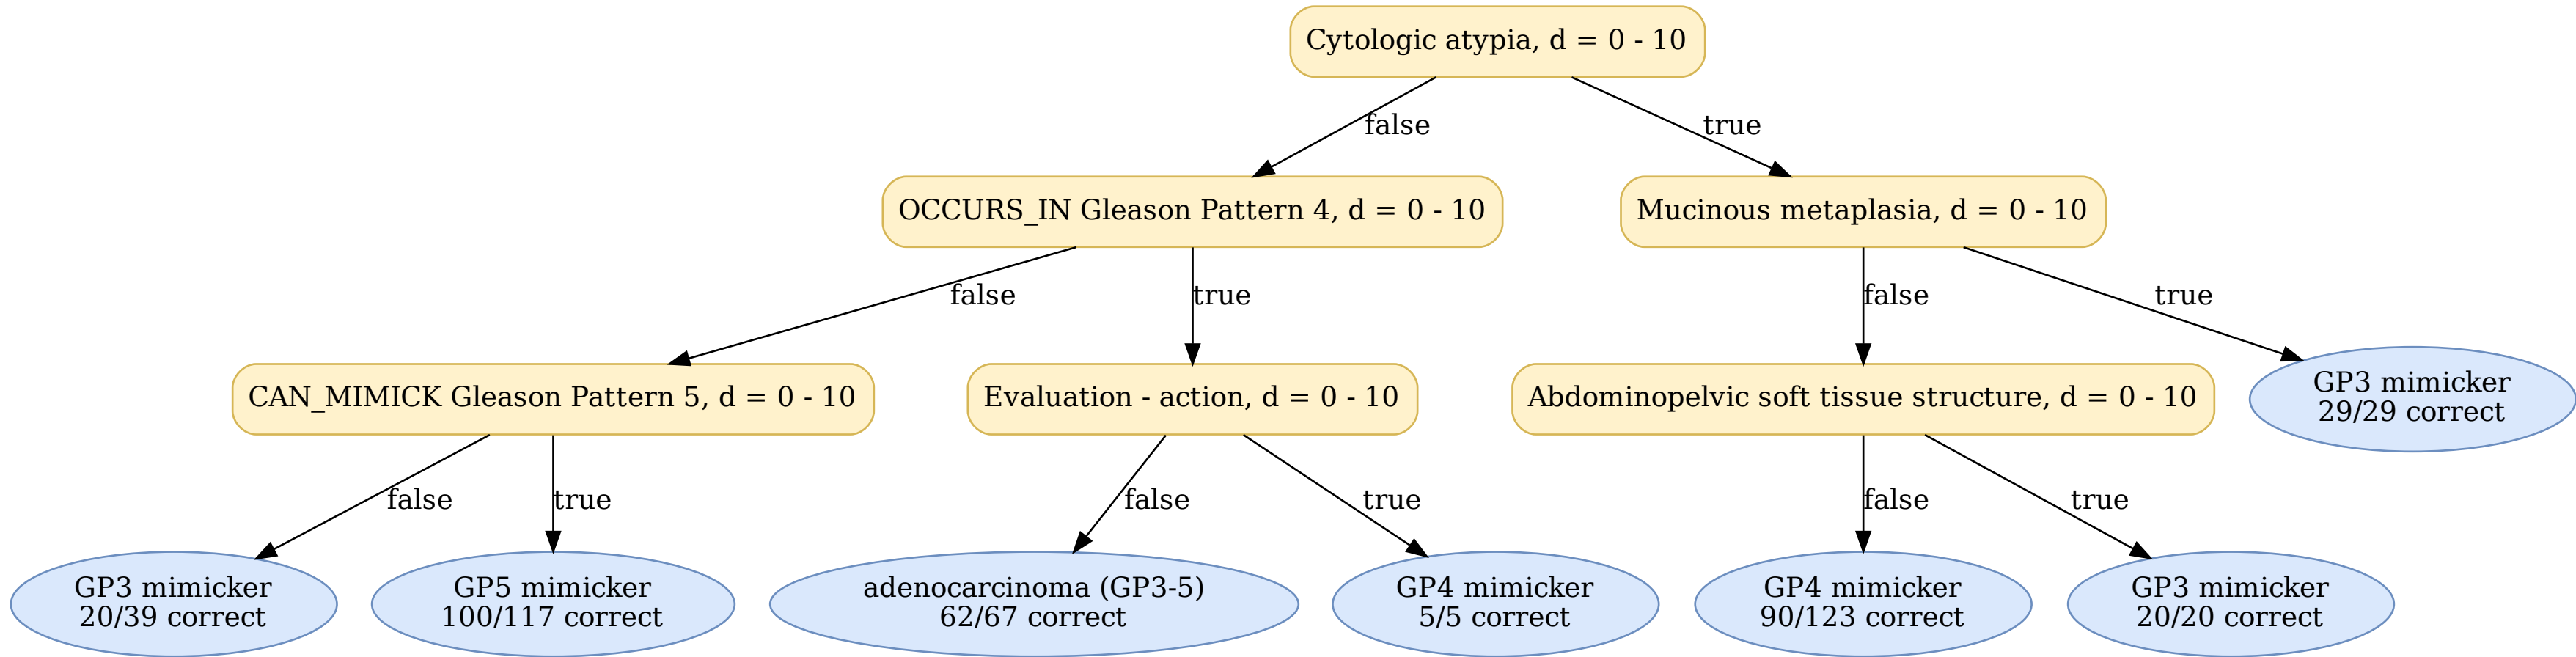 Cytologic atypia, d = 0 - 10
false
true
OCCURS_IN Gleason Pattern 4, d = 0 - 10
Mucinous metaplasia, d = 0 - 10
false
true
false
true
CAN_MIMICK Gleason Pattern 5, d = 0 - 10
Evaluation - action, d = 0 - 10
Abdominopelvic soft tissue structure, d = 0 - 10
GP3 mimicker
29/29 correct
false
true
false
true
false
true
GP3 mimicker
20/39 correct
GP5 mimicker
100/117 correct
adenocarcinoma (GP3-5)
62/67 correct
GP4 mimicker
5/5 correct
GP4 mimicker
90/123 correct
GP3 mimicker
20/20 correct